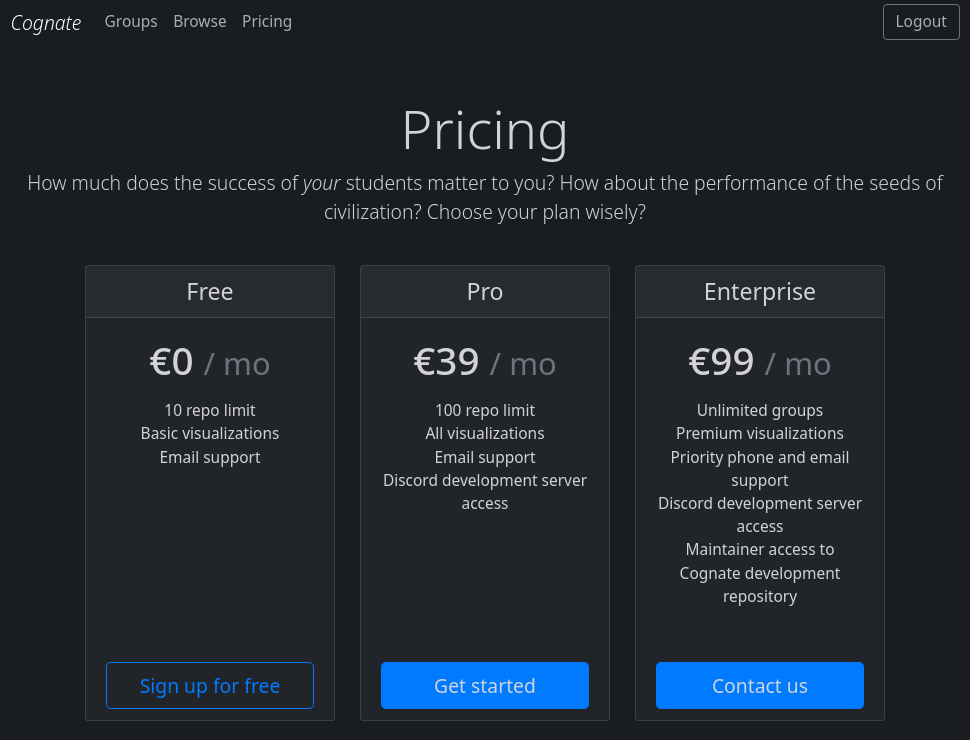 Cognate Groups Browse Pricing Logout
Pricing
How much does the success of your students matter to you? How about the performance of the seeds of
civilization? Choose your plan wisely?
Free
€0 / mo
10 repo limit
Basic visualizations
Email support
Sign up for free
Pro
€39 / mo
100 repo limit
All visualizations
Email support
Discord development server
access
Get started
Enterprise
€99 / mo
Unlimited groups
Premium visualizations
Priority phone and email
support
Discord development server
access
Maintainer access to
Cognate development
repository
Contact us